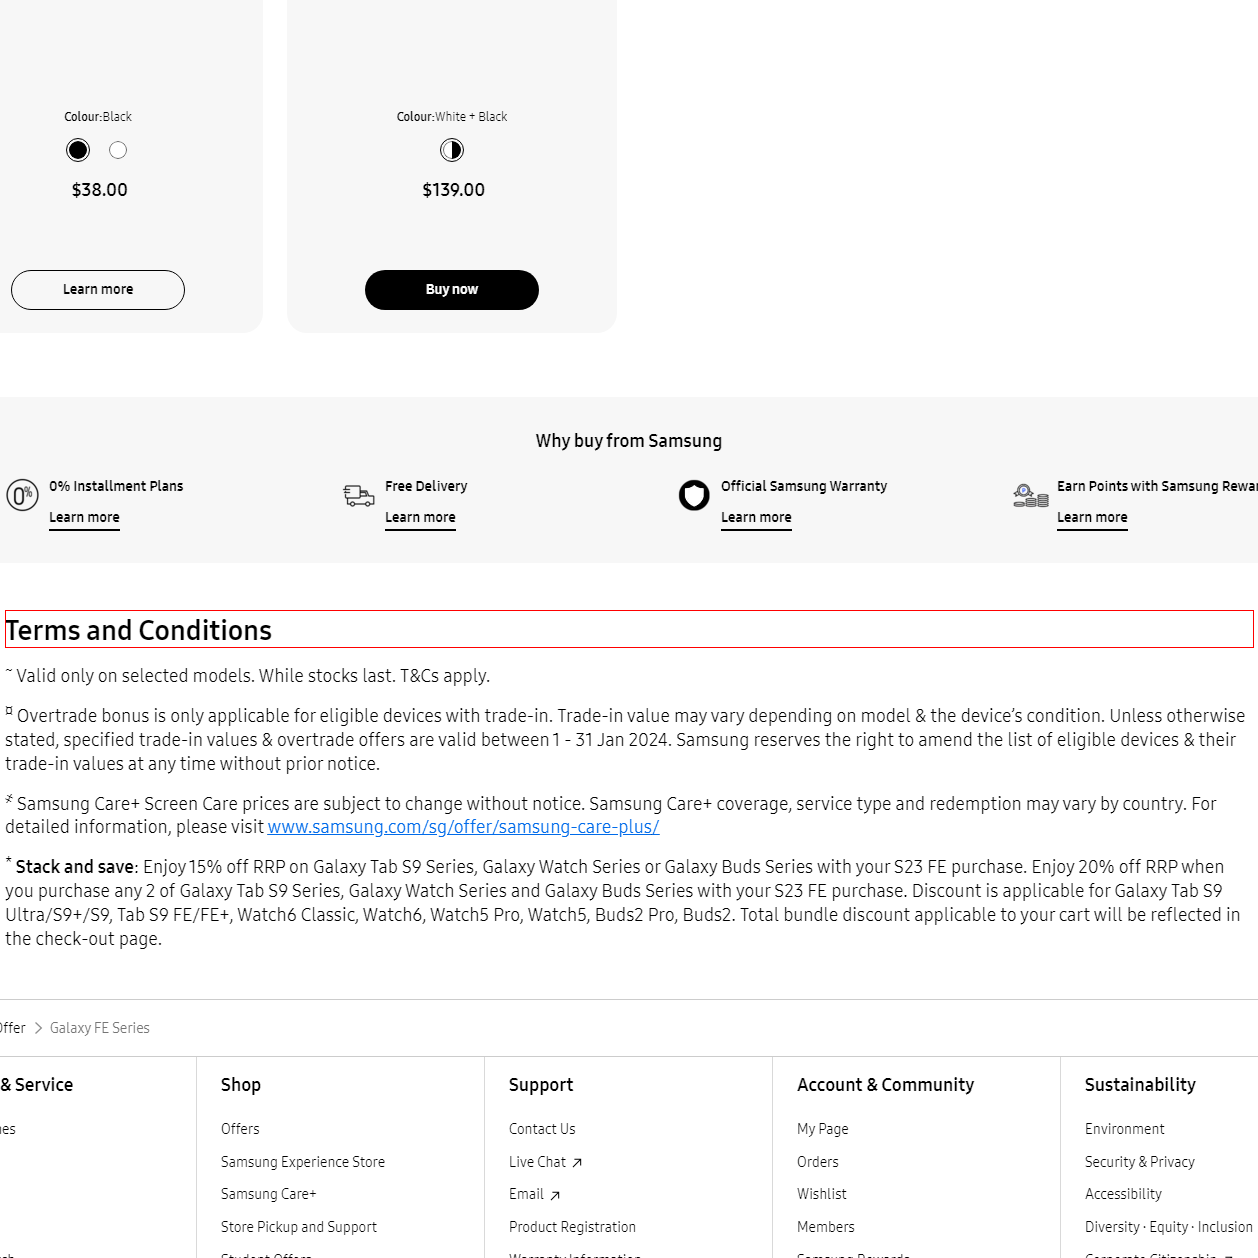 Colour:Black
Colour:White + Black
$38.00
$139.00
Learn more
Buy now
Why buy from Samsung
0%
0% Installment Plans
Learn more
Free Delivery
Learn more
Official Samsung Warranty
Learn more
Earn Points with Samsung
Learn more
Terms and Conditions
~ Valid only on selected models. While stocks last. T&Cs apply.
¤ Overtrade bonus is only applicable for eligible devices with trade-in. Trade-in value may vary depending on model & the device’s condition. Unless otherwise
stated, specified trade-in values & overtrade offers are valid between 1 - 31 Jan 2024. Samsung reserves the right to amend the list of eligible devices & their
trade-in values at any time without prior notice.
* Samsung Care+ Screen Care prices are subject to change without notice. Samsung Care+ coverage, service type and redemption may vary by country. For
detailed information, please visit www.samsung.com/sg/offer/samsung-care-plus/
* Stack and save: Enjoy 15% off RRP on Galaxy Tab S9 Series, Galaxy Watch Series or Galaxy Buds Series with your S23 FE purchase. Enjoy 20% off RRP when
you purchase any 2 of Galaxy Tab S9 Series, Galaxy Watch Series and Galaxy Buds Series with your S23 FE purchase. Discount is applicable for Galaxy Tab S9
Ultra/S9+/S9, Tab S9 FE/FE+, Watch6 Classic, Watch6, Watch5 Pro, Watch5, Buds2 Pro, Buds2. Total bundle discount applicable to your cart will be reflected in
the check-out page.
Offer > Galaxy FE Series
& Service
Shop
Offers
Samsung Experience Store
Samsung Care+
Store Pickup and Support
Student Offers
Support
Contact Us
Live Chat
Email
Product Registration
Warranty Information
Account & Community
My Page
Orders
Wishlist
Members
Samsung Rewards
Sustainability
Environment
Security & Privacy
Accessibility
Diversity · Equity · Inclusion
Corporate Citizenship